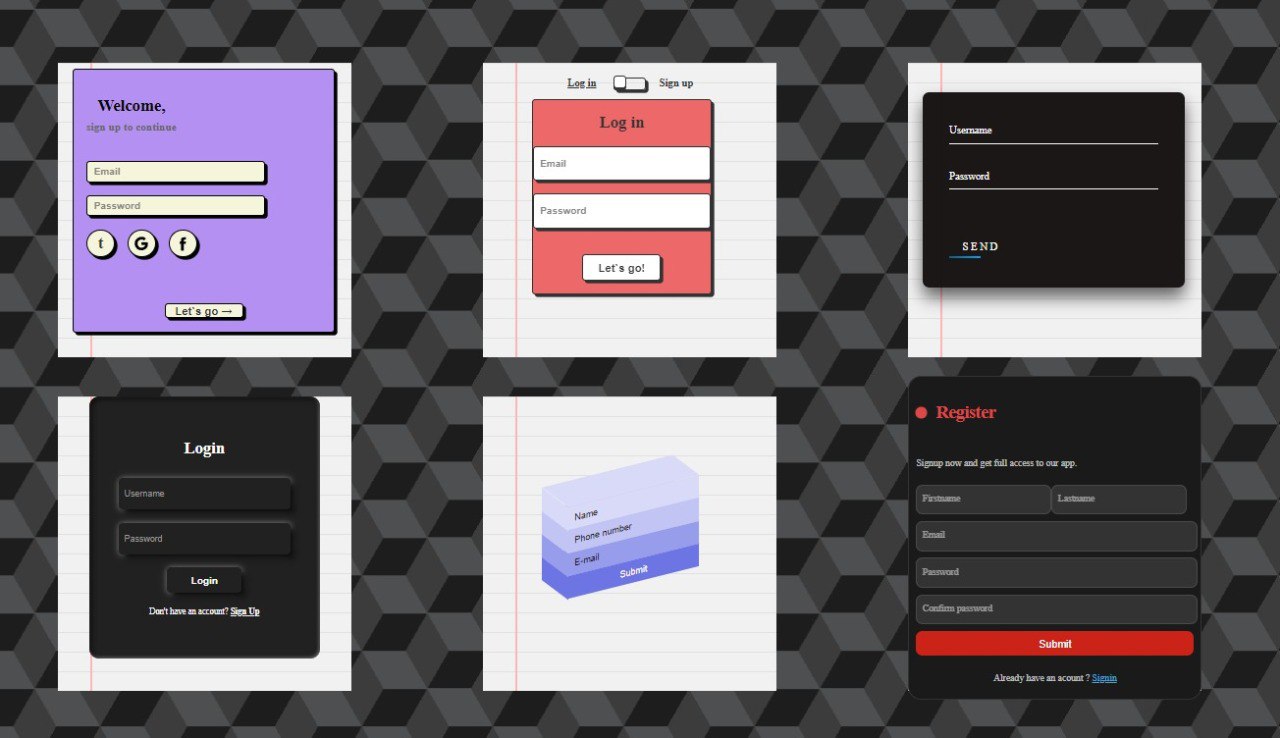 Welcome,
sign up to continue
Email
Password
t G f
Let`s go →
Log in Sign up
Log in
Email
Password
Let`s go!
Username
Password
SEND
Login
Username
Password
Login
Don't have an account? Sign Up
Name
Phone number
E-mail
Submit
Register
Signup now and get full access to our app.
Firstname Lastname
Email
Password
Confirm password
Submit
Already have an acount ? Signin